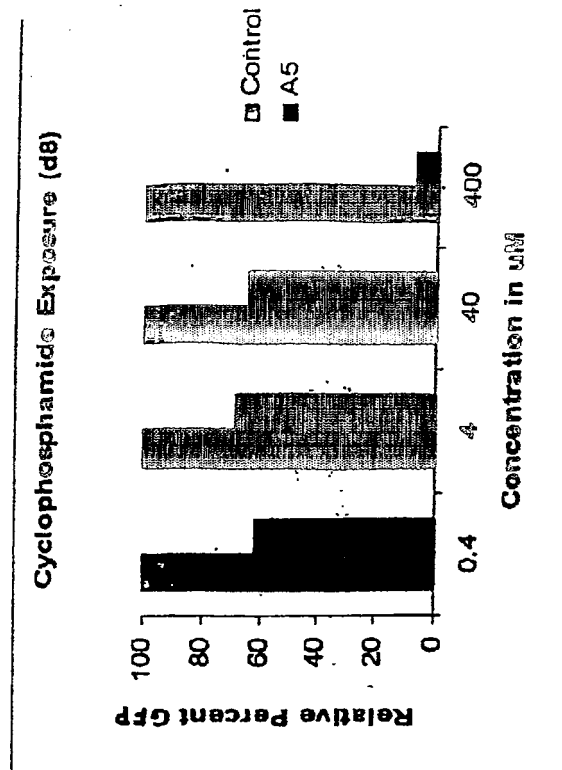 Cyclophosphamide Exposure (d8)
Relative Percent GFP
100
80
60
40
20
0
0.4
4
40
400
Concentration in uM
Control
A5